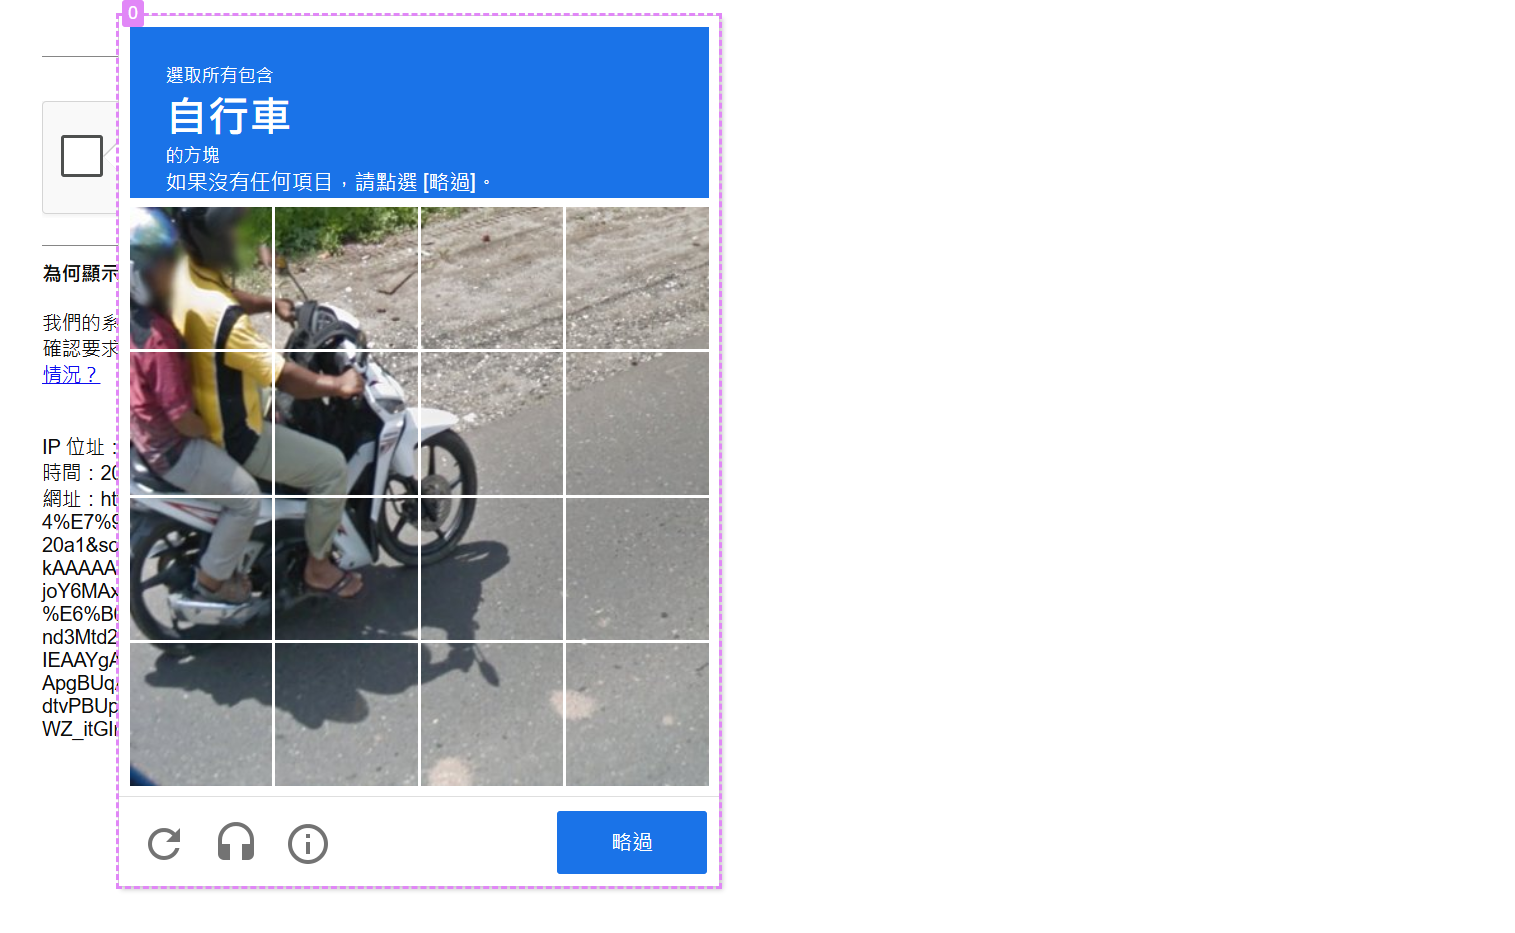 0
選取所有包含
自行車
的方塊
如果沒有任何項目，請點選 [略過]。
為何顯示
我們的系
確認要求
情況？
IP 位址：
時間：20
網址：ht
4%E7%9
20a1&sc
kAAAAA
joY6MAx
%E6%B
nd3Mtd2
IEAAYgA
ApgBUq
dtvPBUp
WZ_itGI
略過